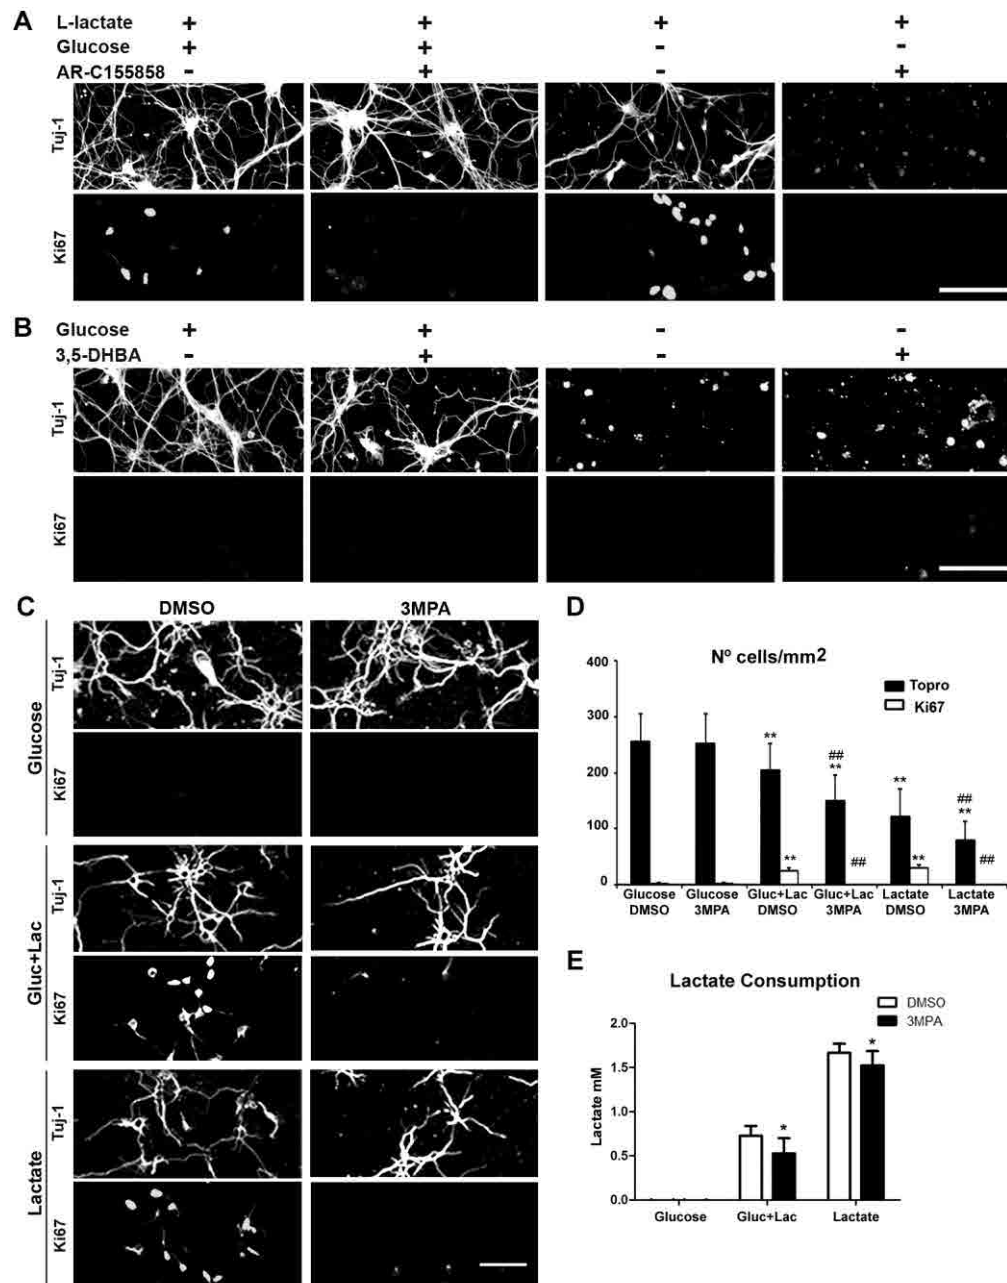 A
L-lactate + + + +
Glucose + + - -
AR-C155858 - + - +
Tuj-1
Ki67
B
Glucose + + - -
3,5-DHBA - + - +
Tuj-1
Ki67
C
DMSO 3MPA
Glucose
Tuj-1
Ki67
Gluc+Lac
Tuj-1
Ki67
Lactate
Tuj-1
Ki67
D
Nº cells/mm2
400
300
200
100
0
Topro
Ki67
** ## ** ** ## **
** ## ** ##
Glucose Glucose Gluc+Lac Gluc+Lac Lactate Lactate
DMSO 3MPA DMSO 3MPA DMSO 3MPA
E
Lactate Consumption
DMSO
3MPA
Lactate mM
2.0
1.5
1.0
0.5
0.0
* *
Glucose Gluc+Lac Lactate